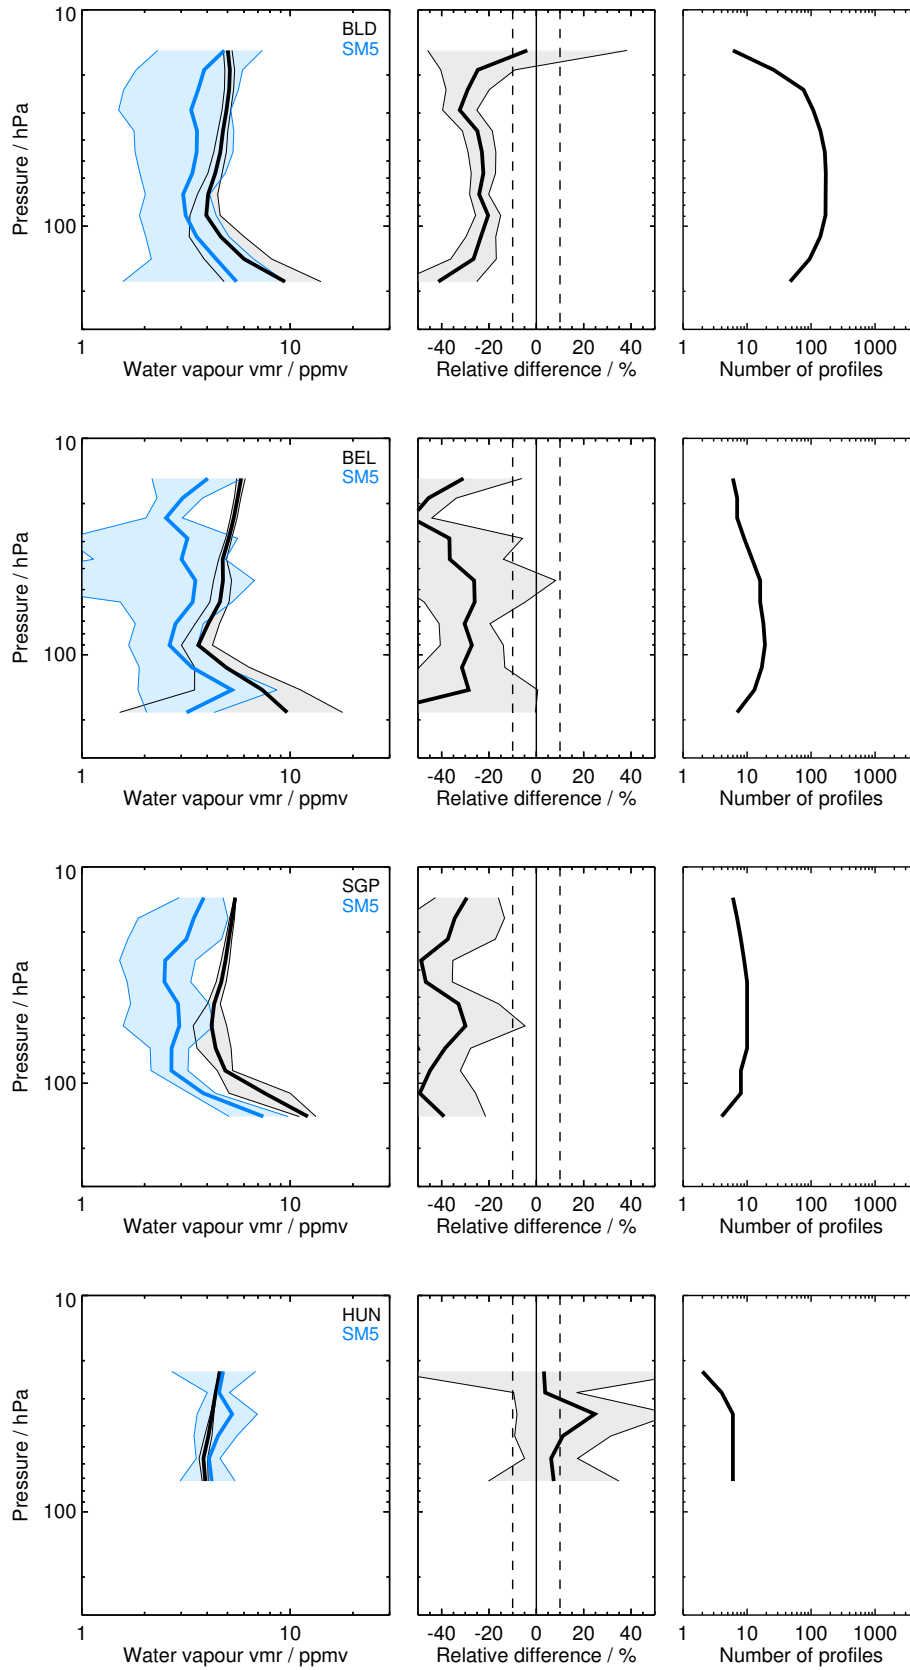 10
BLD
SM5
100
Pressure / hPa
1
10
Water vapour vmr / ppmv
-40 -20 0 20 40
Relative difference / %
1 10 100 1000
Number of profiles
10
BEL
SM5
100
Pressure / hPa
1
10
Water vapour vmr / ppmv
-40 -20 0 20 40
Relative difference / %
1 10 100 1000
Number of profiles
10
SGP
SM5
100
Pressure / hPa
1
10
Water vapour vmr / ppmv
-40 -20 0 20 40
Relative difference / %
1 10 100 1000
Number of profiles
10
HUN
SM5
100
Pressure / hPa
1
10
Water vapour vmr / ppmv
-40 -20 0 20 40
Relative difference / %
1 10 100 1000
Number of profiles